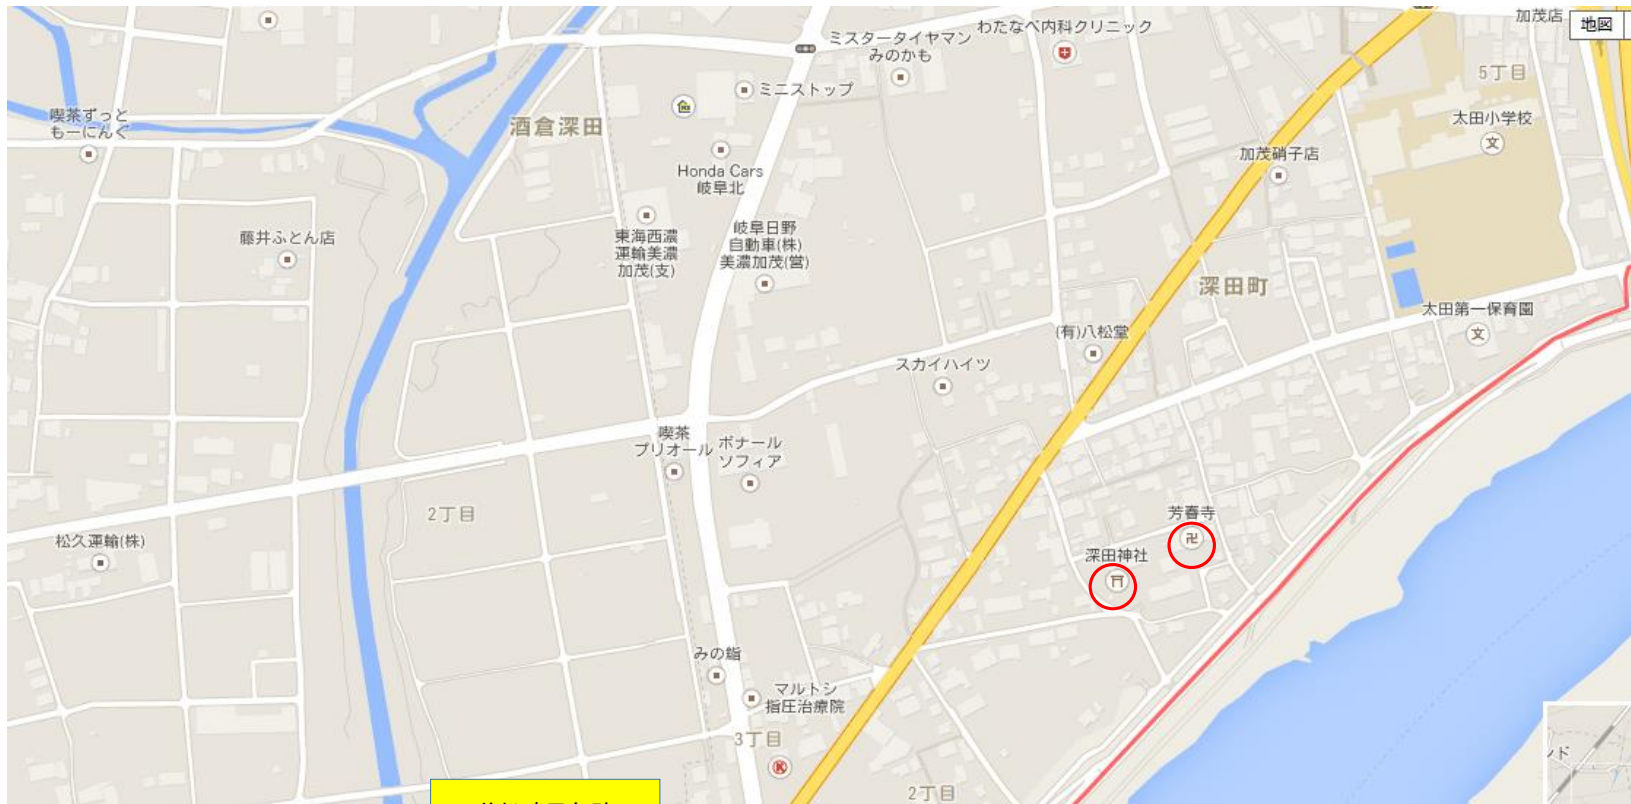 加茂店
地図
わたなべ内科クリニック
ミスタータイヤマン
みのかも
5丁目
ミニストップ
喫茶ずっと
もーにんぐ
酒倉深田
太田小学校
文
加茂硝子店
Honda Cars
岐阜北
藤井ふとん店
東海西濃
運輸美濃
加茂(支)
岐阜日野
自動車(株)
美濃加茂(営)
深田町
太田第一保育園
文
(有)八松堂
スカイハイツ
喫茶
プリオール
ボナール
ソフィア
2丁目
松久運輸(株)
芳春寺
卍
深田神社
みの鮨
マルトシ
指圧治療院
3丁目
K
2丁目
ンド